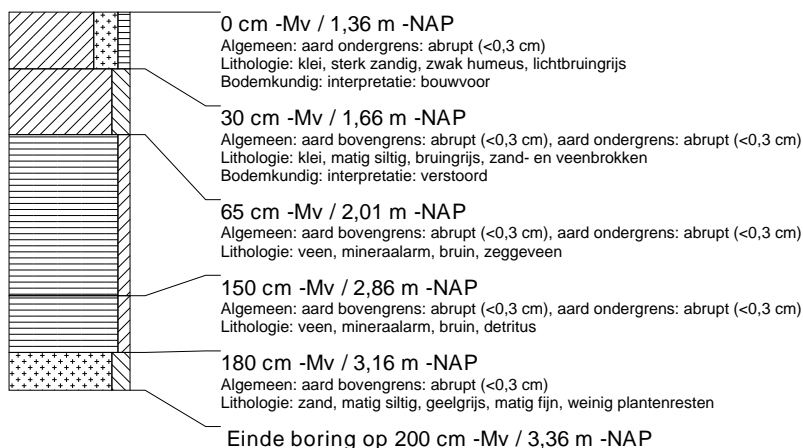 0 cm -Mv / 1,36 m -NAP
Algemeen: aard ondergrens: abrupt (<0,3 cm)
Lithologie: klei, sterk zandig, zwak humeus, lichtbruingrijs
Bodemkundig: interpretatie: bouwvoor
30 cm -Mv / 1,66 m -NAP
Algemeen: aard bovengrens: abrupt (<0,3 cm), aard ondergrens: abrupt (<0,3 cm)
Lithologie: klei, matig siltig, bruingrijs, zand- en veenbrokken
Bodemkundig: interpretatie: verstoord
65 cm -Mv / 2,01 m -NAP
Algemeen: aard bovengrens: abrupt (<0,3 cm), aard ondergrens: abrupt (<0,3 cm)
Lithologie: veen, mineraalarm, bruin, zeggeveen
150 cm -Mv / 2,86 m -NAP
Algemeen: aard bovengrens: abrupt (<0,3 cm), aard ondergrens: abrupt (<0,3 cm)
Lithologie: veen, mineraalarm, bruin, detritus
180 cm -Mv / 3,16 m -NAP
Algemeen: aard bovengrens: abrupt (<0,3 cm)
Lithologie: zand, matig siltig, geelgrijs, matig fijn, weinig plantenresten
Einde boring op 200 cm -Mv / 3,36 m -NAP